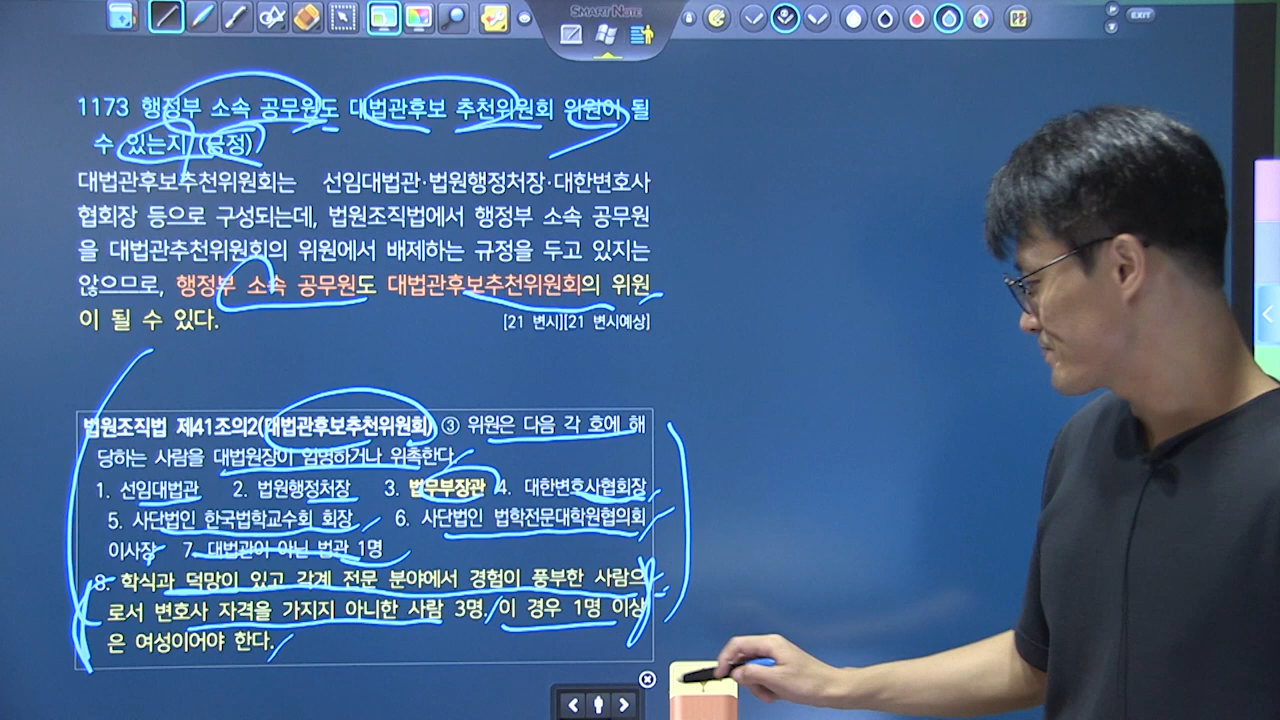 SMART NOTE
EXIT
1173 행정부 소속 공무원도 대법관후보 추천위원회 위원이 될
수 있는지 (긍정)
대법관후보추천위원회는 선임대법관·법원행정처장·대한변호사
협회장 등으로 구성되는데, 법원조직법에서 행정부 소속 공무원
을 대법관추천위원회의 위원에서 배제하는 규정을 두고 있지는
않으므로, 행정부 소속 공무원도 대법관후보추천위원회의 위원
이 될 수 있다. [21 변시][21 변시예상]
법원조직법 제41조의2(대법관후보추천위원회) ③ 위원은 다음 각 호에 해
당하는 사람을 대법원장이 임명하거나 위촉한다.
1. 선임대법관 2. 법원행정처장 3. 법무부장관 4. 대한변호사협회장
5. 사단법인 한국법학교수회 회장 6. 사단법인 법학전문대학원협의회
이사장 7. 대법관이 아닌 법관 1명
8. 학식과 덕망이 있고 각계 전문 분야에서 경험이 풍부한 사람으
로서 변호사 자격을 가지지 아니한 사람 3명. 이 경우 1명 이상
은 여성이어야 한다.